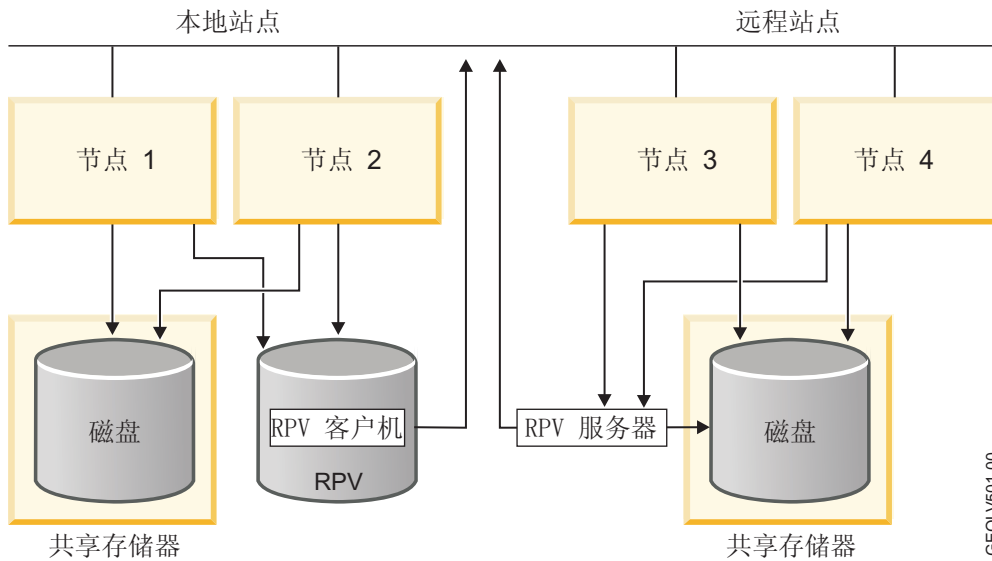 本地站点
远程站点
节点 1
节点 2
节点 3
节点 4
磁盘
RPV 客户机
RPV
RPV 服务器
磁盘
共享存储器
共享存储器